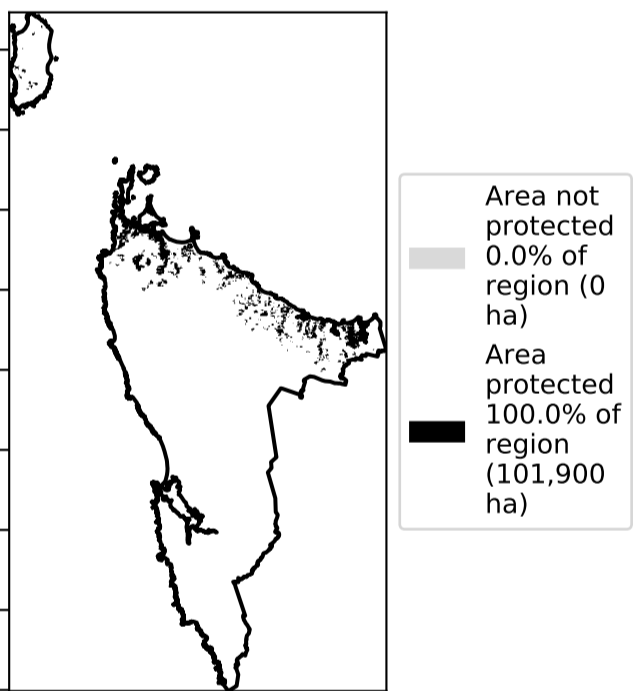 Area not
protected
0.0% of
region (0
ha)
Area
protected
100.0% of
region
(101,900
ha)